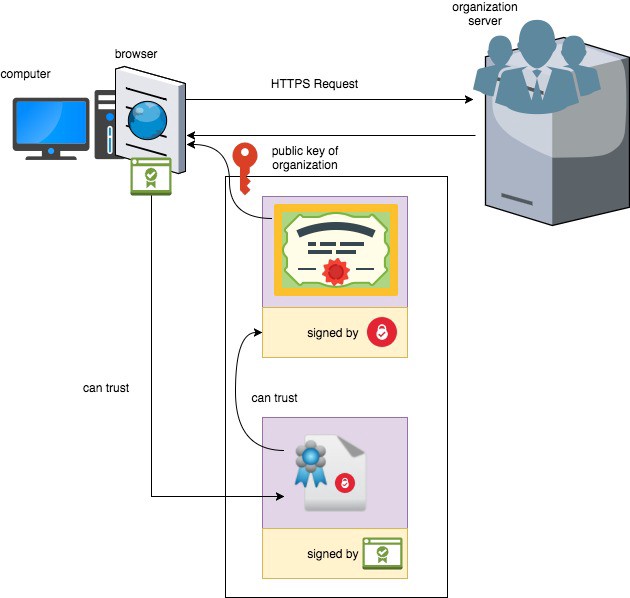 organization
server
browser
computer
HTTPS Request
public key of
organization
signed by
can trust
can trust
signed by